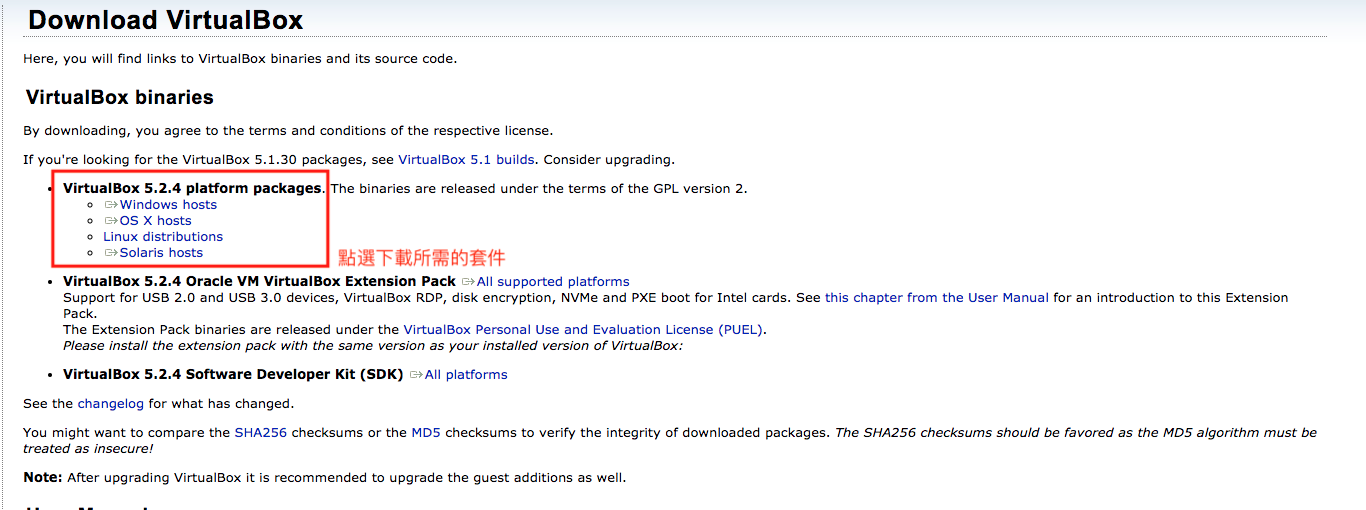 Download VirtualBox
Here, you will find links to VirtualBox binaries and its source code.
VirtualBox binaries
By downloading, you agree to the terms and conditions of the respective license.
If you're looking for the VirtualBox 5.1.30 packages, see VirtualBox 5.1 builds. Consider upgrading.
VirtualBox 5.2.4 platform packages. The binaries are released under the terms of the GPL version 2.
Windows hosts
OS X hosts
Linux distributions
Solaris hosts
點選下載所需的套件
VirtualBox 5.2.4 Oracle VM VirtualBox Extension Pack All supported platforms
Support for USB 2.0 and USB 3.0 devices, VirtualBox RDP, disk encryption, NVMe and PXE boot for Intel cards. See this chapter from the User Manual for an introduction to this Extension
Pack.
The Extension Pack binaries are released under the VirtualBox Personal Use and Evaluation License (PUEL).
Please install the extension pack with the same version as your installed version of VirtualBox:
VirtualBox 5.2.4 Software Developer Kit (SDK) All platforms
See the changelog for what has changed.
You might want to compare the SHA256 checksums or the MD5 checksums to verify the integrity of downloaded packages. The SHA256 checksums should be favored as the MD5 algorithm must be
treated as insecure!
Note: After upgrading VirtualBox it is recommended to upgrade the guest additions as well.